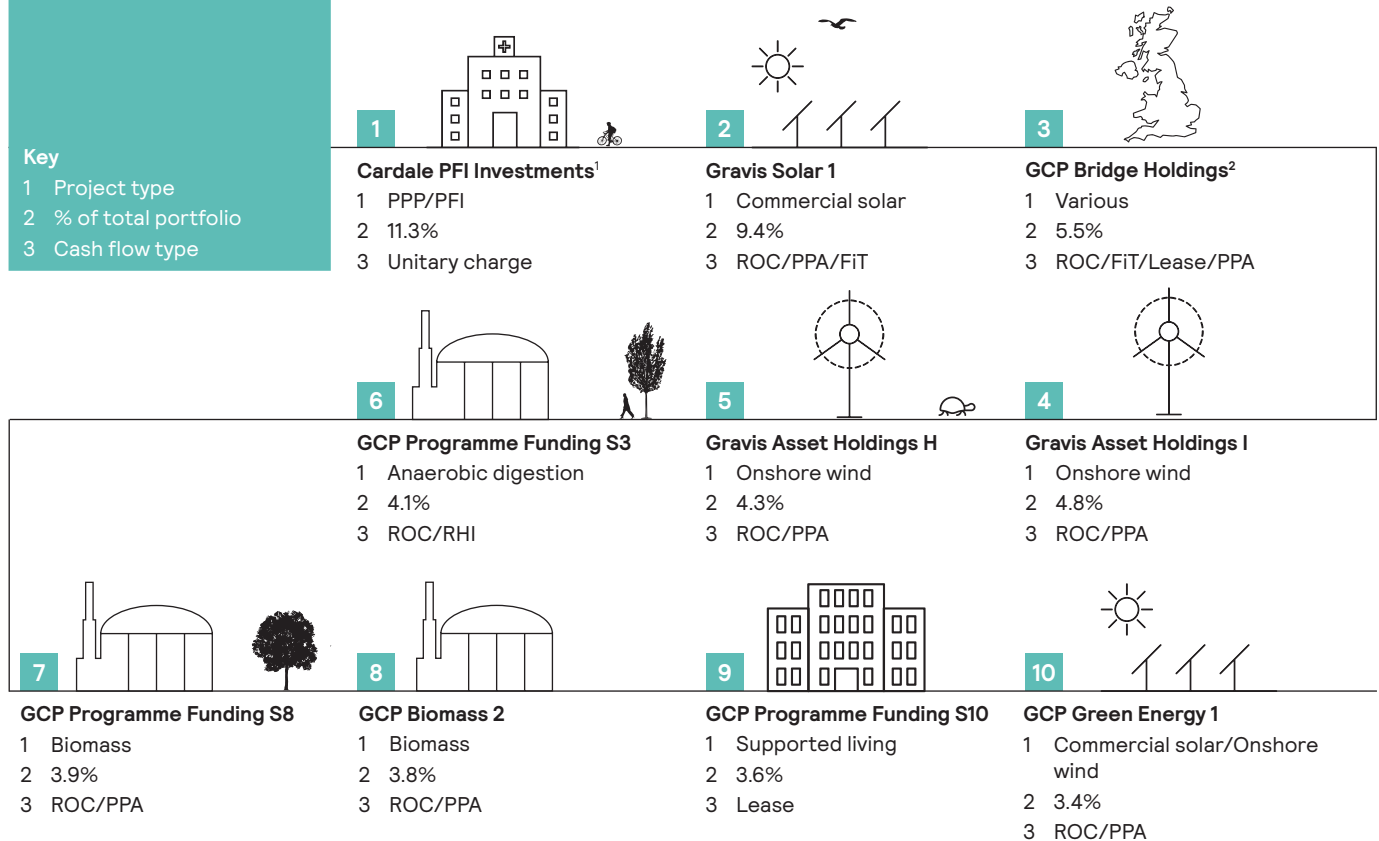 Key
1 Project type
2 % of total portfolio
3 Cash flow type
1
Cardale PFI Investments¹
1 PPP/PFI
2 11.3%
3 Unitary charge
2
Gravis Solar 1
1 Commercial solar
2 9.4%
3 ROC/PPA/FiT
3
GCP Bridge Holdings²
1 Various
2 5.5%
3 ROC/FiT/Lease/PPA
4
Gravis Asset Holdings I
1 Onshore wind
2 4.8%
3 ROC/PPA
5
Gravis Asset Holdings H
1 Onshore wind
2 4.3%
3 ROC/PPA
6
GCP Programme Funding S3
1 Anaerobic digestion
2 4.1%
3 ROC/RHI
7
GCP Programme Funding S8
1 Biomass
2 3.9%
3 ROC/PPA
8
GCP Biomass 2
1 Biomass
2 3.8%
3 ROC/PPA
9
GCP Programme Funding S10
1 Supported living
2 3.6%
3 Lease
10
GCP Green Energy 1
1 Commercial solar/Onshore
wind
2 3.4%
3 ROC/PPA